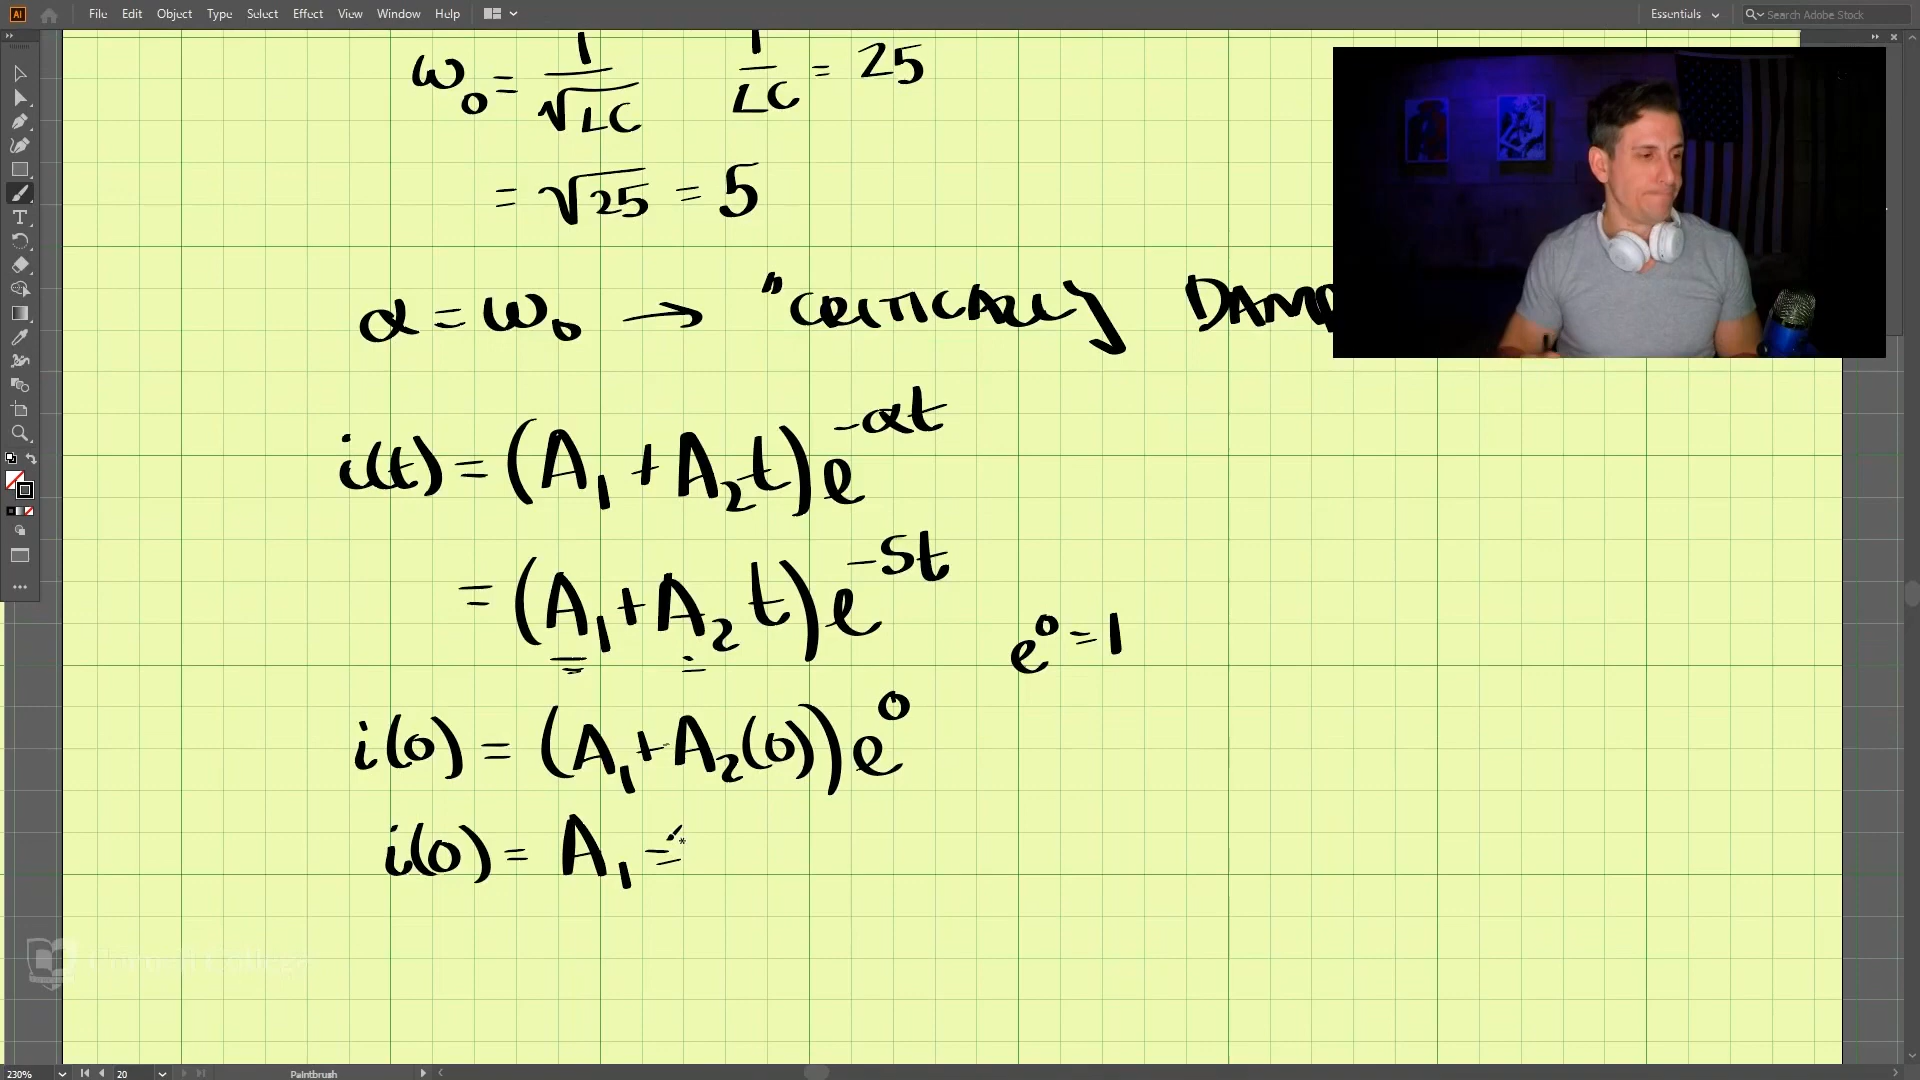 File Edit Object Type Select Effect View Window Help
Essentials
Search Adobe Stock
ω₀ = 1/√LC 1/LC = 25
= √25 = 5
α = ω₀ → "CRITICALLY DAMP
i(t) = (A₁ + A₂t)e^-αt
= (A₁ + A₂ t)e^-5t
e⁰ = 1
i(0) = (A₁ + A₂(0))e⁰
i(0) = A₁ =
230% 20 Paintbrush